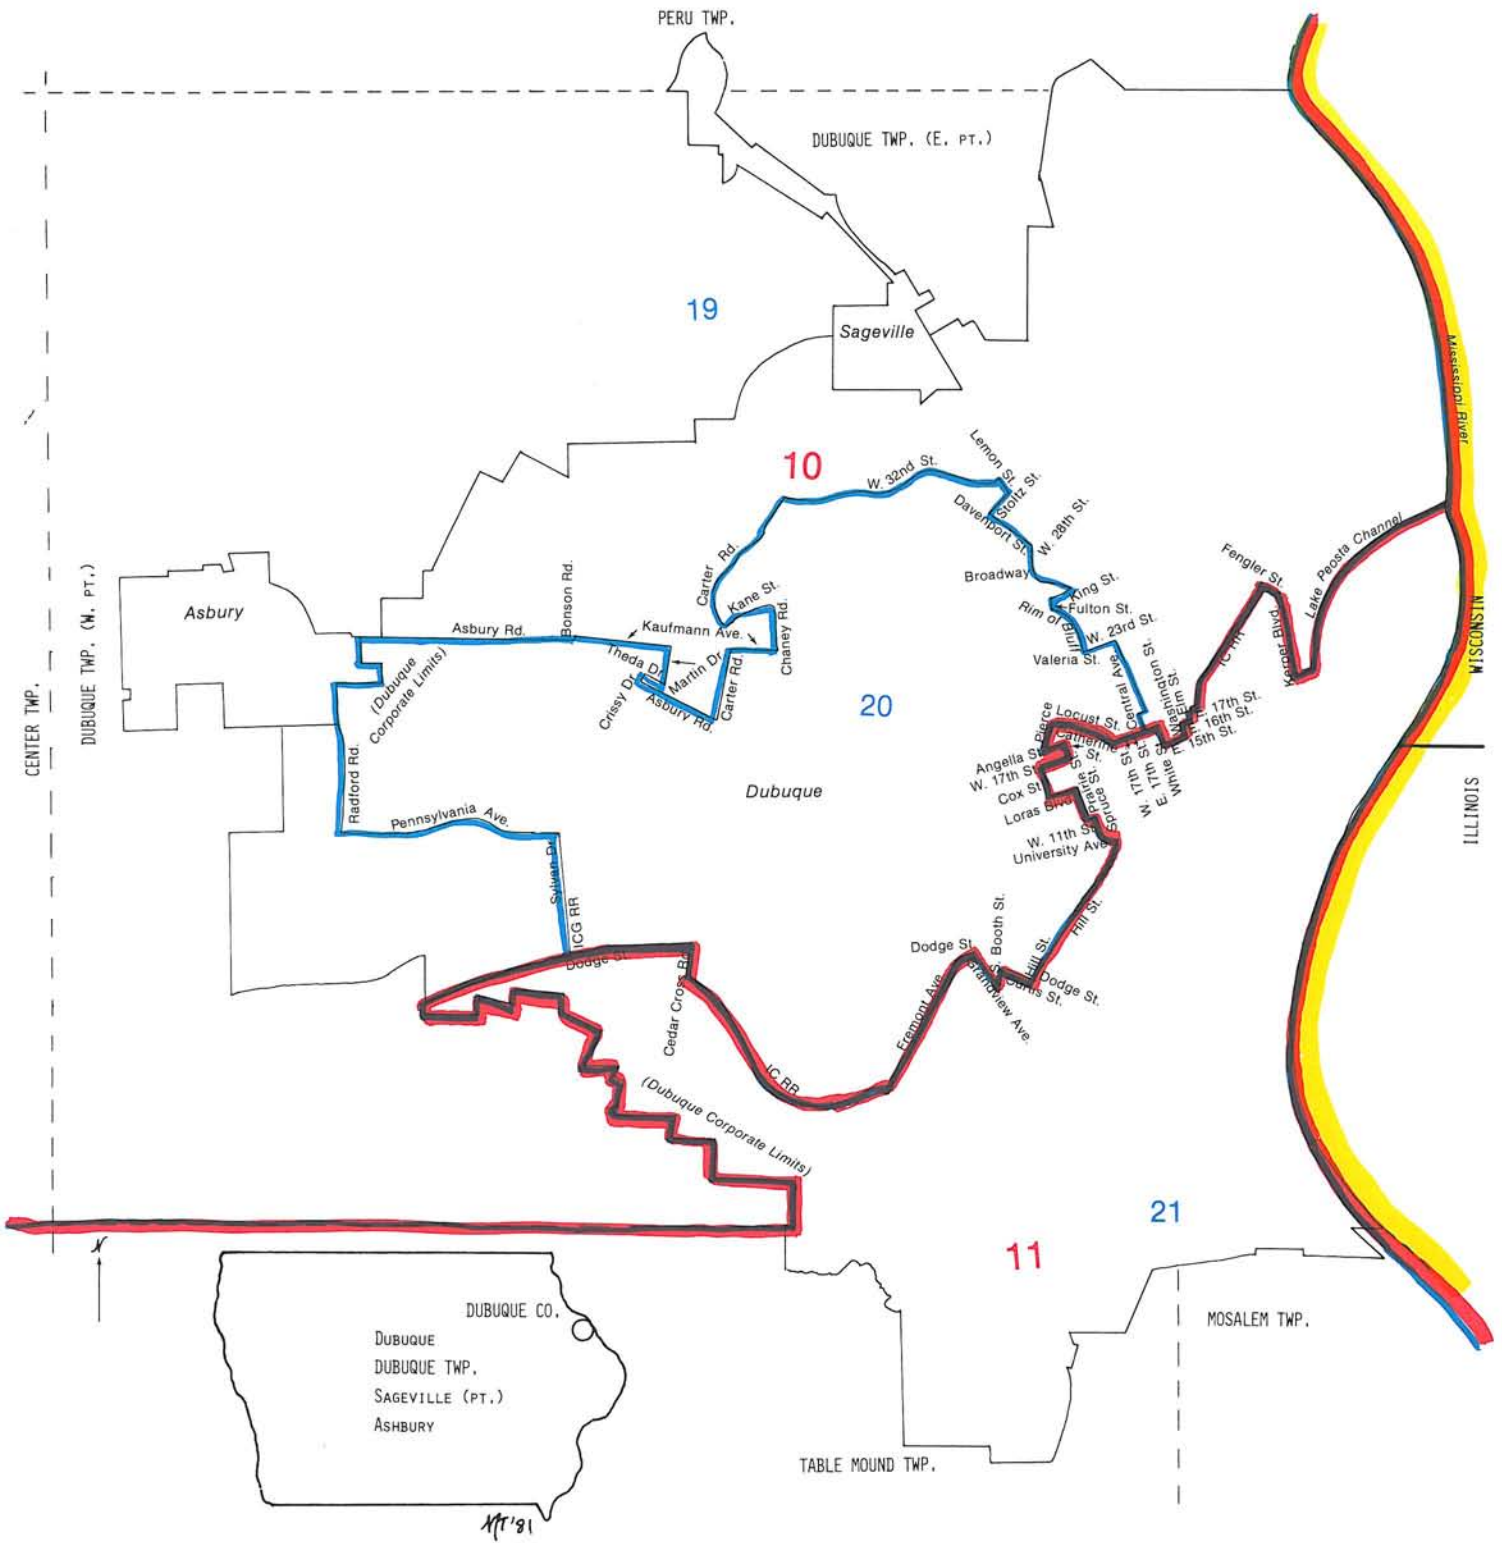 PERU TWP.
DUBUQUE TWP. (E. PT.)
19
Sageville
Mississippi River
10
W. 32nd St.
Lemon St.
Stoltz St.
Davenport St.
W. 28th St.
Broadway
King St.
Fulton St.
Rim of Bluff
W. 23rd St.
Valeria St.
Central Ave.
Washington St.
Elm St.
Fengler St.
Lake Peosta Channel
Kerper Blvd.
IC RR
17th St.
16th St.
15th St.
WISCONSIN
ILLINOIS
Asbury
DUBUQUE TWP. (W. PT.)
CENTER TWP.
Asbury Rd.
Bonson Rd.
(Dubuque
Corporate Limits)
Carter Rd.
Kane St.
Kaufmann Ave.
Chaney Rd.
Theda Dr.
Martin Dr.
Crissy Dr.
Asbury Rd.
Carter Rd.
20
Dubuque
Radford Rd.
Pennsylvania Ave.
Sylvan Dr.
ICG RR
Dodge St.
Pierce
Locust St.
Catherine
St.
Angella St.
W. 17th St.
Cox St.
Loras Blvd.
Prairie St.
Spruce St.
W. 17th St.
E. 17th St.
White St.
W. 11th St.
University Ave.
Hill St.
Hill St.
S. Booth St.
Dodge St.
Dodge St.
Curtis St.
Grandview Ave.
Fremont Ave.
Cedar Cross Rd.
IC RR
(Dubuque Corporate Limits)
21
11
N
DUBUQUE CO.
DUBUQUE
DUBUQUE TWP.
SAGEVILLE (PT.)
ASHBURY
MOSALEM TWP.
TABLE MOUND TWP.